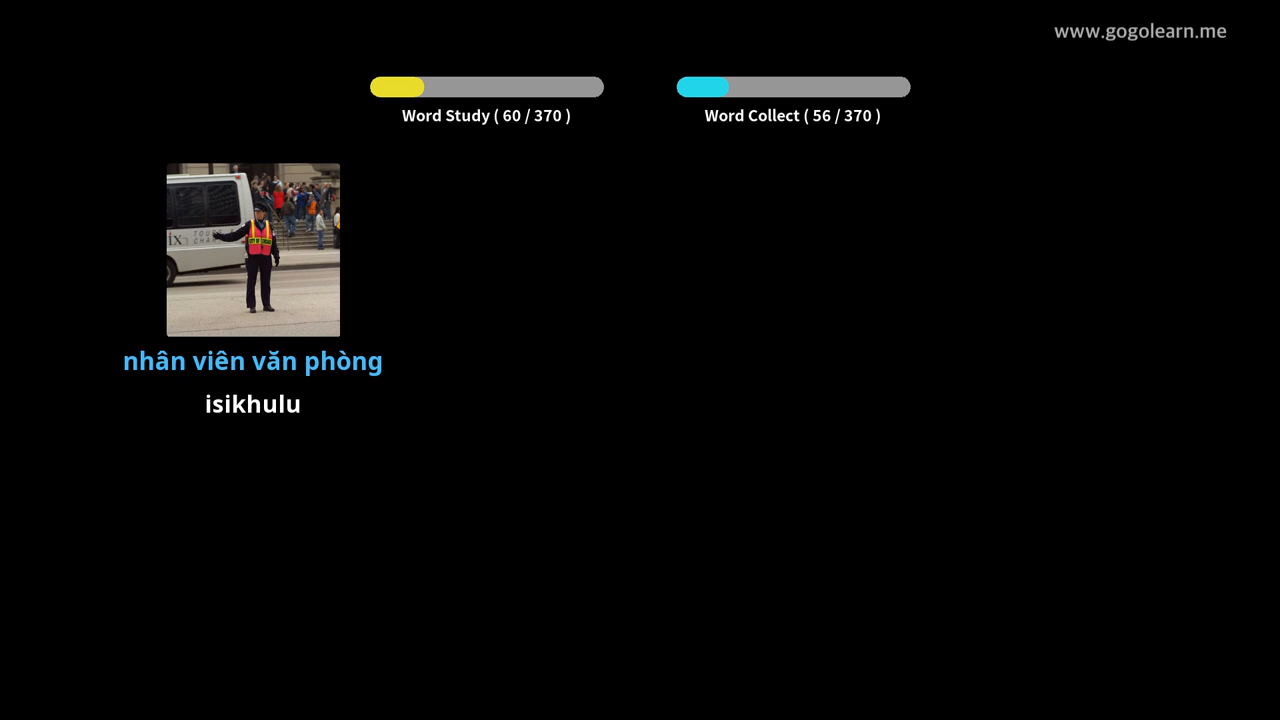 www.gogolearn.me
Word Study ( 60 / 370 )
Word Collect ( 56 / 370 )
nhân viên văn phòng
isikhulu